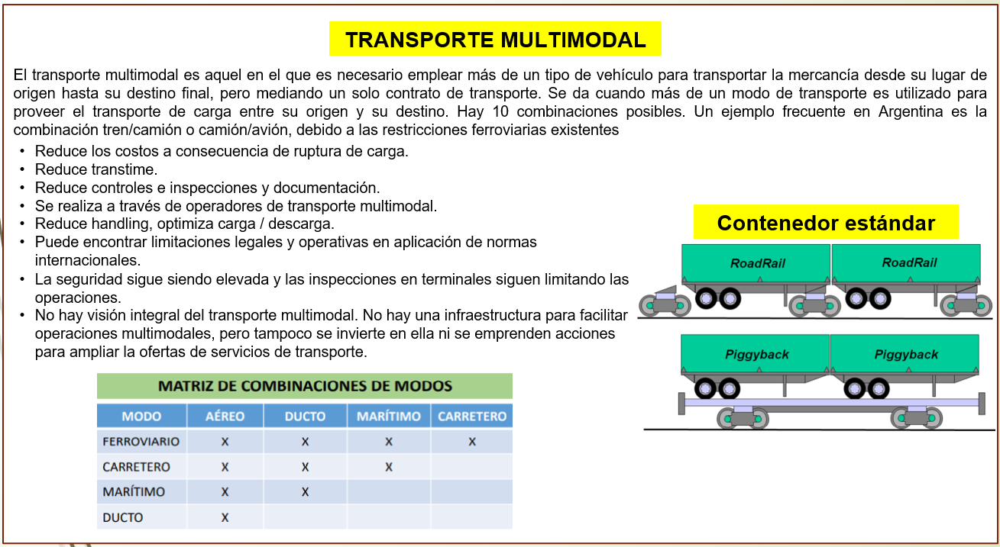 TRANSPORTE MULTIMODAL
El transporte multimodal es aquel en el que es necesario emplear más de un tipo de vehículo para transportar la mercancía desde su lugar de
origen hasta su destino final, pero mediando un solo contrato de transporte. Se da cuando más de un modo de transporte es utilizado para
proveer el transporte de carga entre su origen y su destino. Hay 10 combinaciones posibles. Un ejemplo frecuente en Argentina es la
combinación tren/camión o camión/avión, debido a las restricciones ferroviarias existentes
• Reduce los costos a consecuencia de ruptura de carga.
• Reduce transtime.
• Reduce controles e inspecciones y documentación.
• Se realiza a través de operadores de transporte multimodal.
• Reduce handling, optimiza carga / descarga.
• Puede encontrar limitaciones legales y operativas en aplicación de normas
internacionales.
• La seguridad sigue siendo elevada y las inspecciones en terminales siguen limitando las
operaciones.
• No hay visión integral del transporte multimodal. No hay una infraestructura para facilitar
operaciones multimodales, pero tampoco se invierte en ella ni se emprenden acciones
para ampliar la ofertas de servicios de transporte.
Contenedor estándar
RoadRail RoadRail
Piggyback Piggyback
MATRIZ DE COMBINACIONES DE MODOS
MODO AÉREO DUCTO MARÍTIMO CARRETERO
FERROVIARIO X X X X
CARRETERO X X X
MARÍTIMO X X
DUCTO X